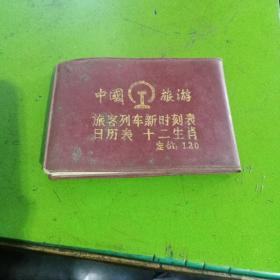 中國 旅游
旅客列车新时刻表
日历表 十二生肖
定价: 1.20